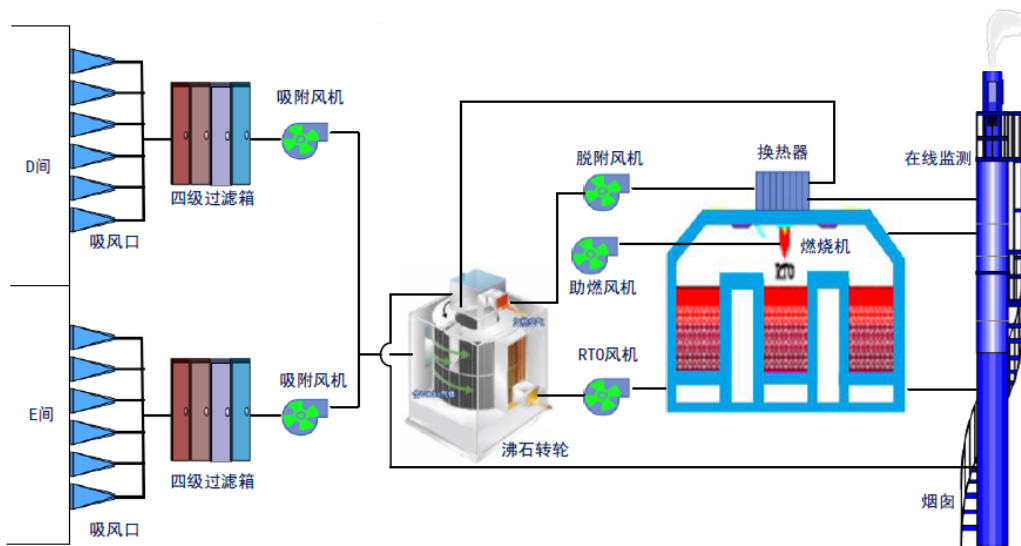 吸附风机
脱附风机
换热器
在线监测
D间
四级过滤箱
吸风口
燃烧机
RTO
助燃风机
吸附风机
RTO风机
E间
沸石转轮
四级过滤箱
烟囱
吸风口